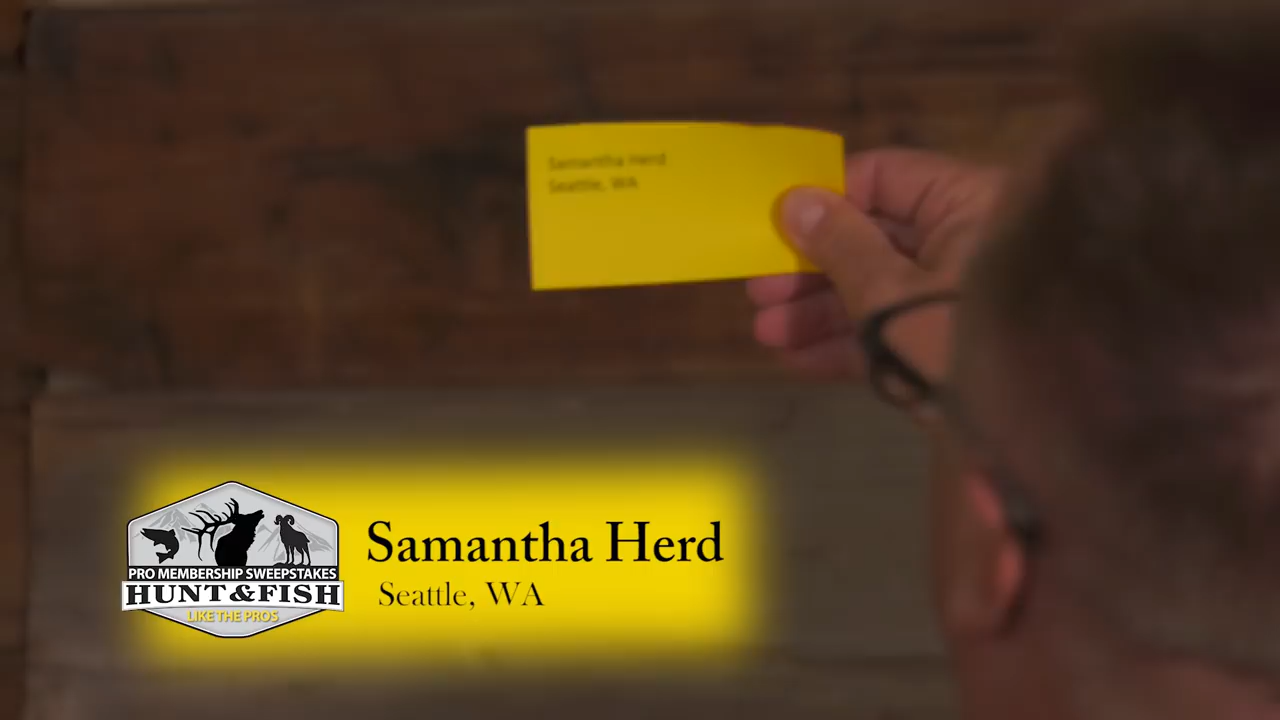 Samantha Herd
Seattle, WA
Samantha Herd
Seattle, WA
PRO MEMBERSHIP SWEEPSTAKES
HUNT & FISH
LIKE THE PROS